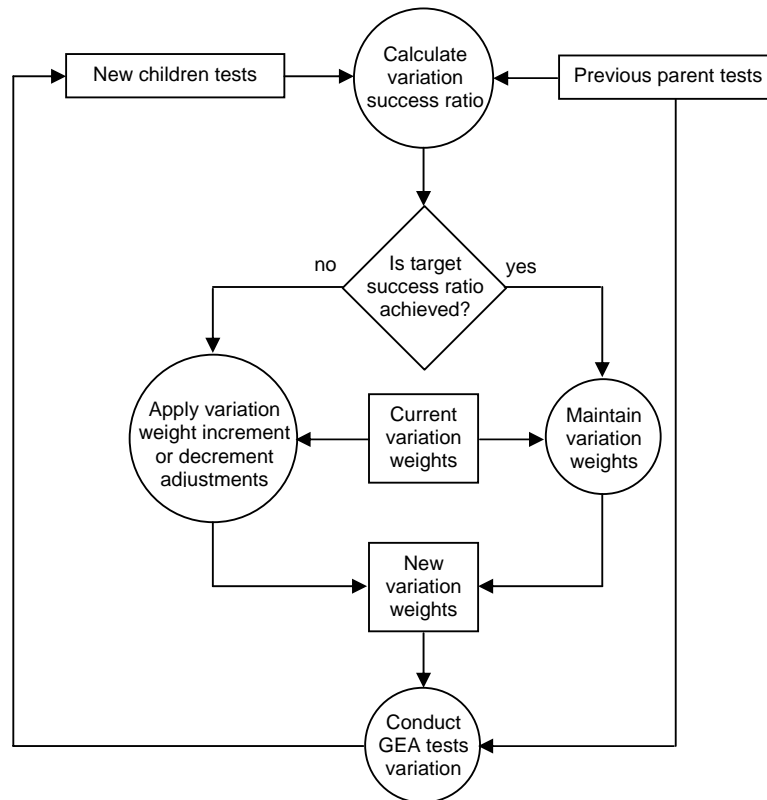 New children tests
Calculate
variation
success ratio
Previous parent tests
Is target
success ratio
achieved?
no
yes
Apply variation
weight increment
or decrement
adjustments
Current
variation
weights
Maintain
variation
weights
New
variation
weights
Conduct
GEA tests
variation